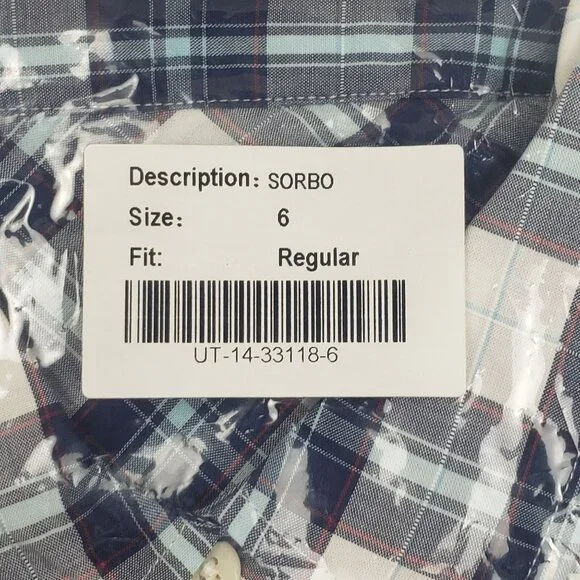 Description: SORBO
Size: 6
Fit: Regular
UT-14-33118-6